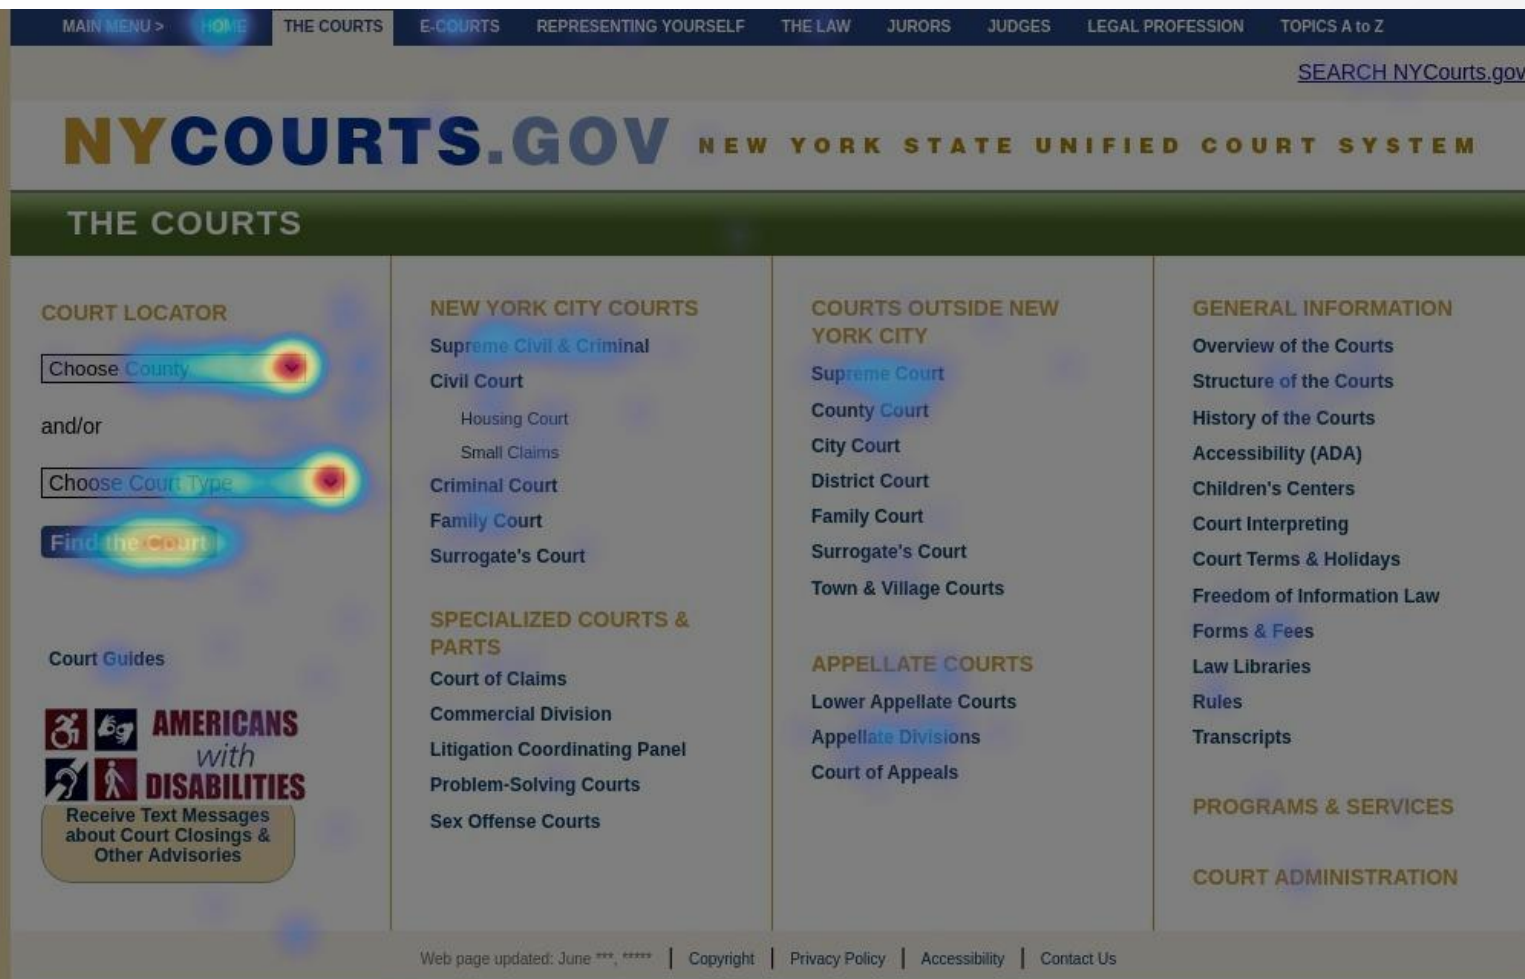 MAIN MENU > HOME THE COURTS E-COURTS REPRESENTING YOURSELF THE LAW JURORS JUDGES LEGAL PROFESSION TOPICS A to Z
SEARCH NYCourts.gov
NYCOURTS.GOV NEW YORK STATE UNIFIED COURT SYSTEM
THE COURTS
COURT LOCATOR
Choose County
and/or
Choose Court Type
Find the Court
Court Guides
AMERICANS
with
DISABILITIES
Receive Text Messages
about Court Closings &
Other Advisories
NEW YORK CITY COURTS
Supreme Civil & Criminal
Civil Court
Housing Court
Small Claims
Criminal Court
Family Court
Surrogate's Court
SPECIALIZED COURTS &
PARTS
Court of Claims
Commercial Division
Litigation Coordinating Panel
Problem-Solving Courts
Sex Offense Courts
COURTS OUTSIDE NEW
YORK CITY
Supreme Court
County Court
City Court
District Court
Family Court
Surrogate's Court
Town & Village Courts
APPELLATE COURTS
Lower Appellate Courts
Appellate Divisions
Court of Appeals
GENERAL INFORMATION
Overview of the Courts
Structure of the Courts
History of the Courts
Accessibility (ADA)
Children's Centers
Court Interpreting
Court Terms & Holidays
Freedom of Information Law
Forms & Fees
Law Libraries
Rules
Transcripts
PROGRAMS & SERVICES
COURT ADMINISTRATION
Web page updated: June ***, ***** | Copyright | Privacy Policy | Accessibility | Contact Us